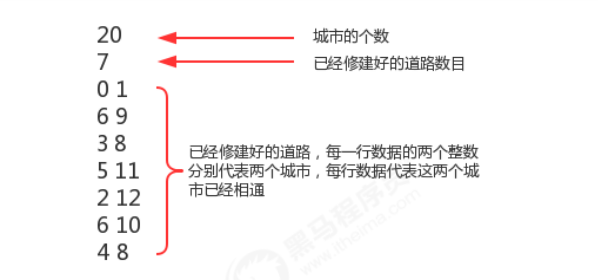 20
城市的个数
7
已经修建好的道路数目
0 1
6 9
3 8
5 11
2 12
6 10
4 8
已经修建好的道路，每一行数据的两个整数
分别代表两个城市，每行数据代表这两个城
市已经相通
黑马程序员
www.itheima.com